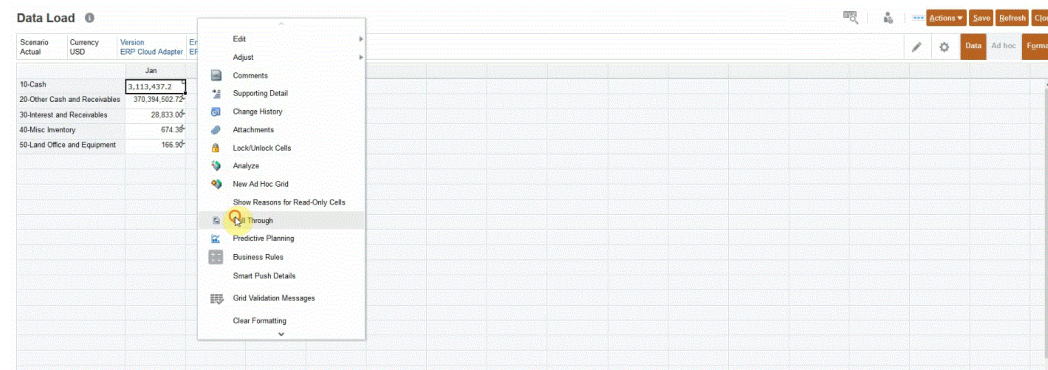 Data Load
Actions Save Refresh Clo
Scenario Currency Version En
Actual USD ERP Cloud Adapter EF
Data Ad hoc Forma
Jan
10-Cash 3,113,437.2
20-Other Cash and Receivables 370,394,502.72
30-Interest and Receivables 28,833.00
40-Misc Inventory 674.38
50-Land Office and Equipment 166.90
Edit
Adjust
Comments
Supporting Detail
Change History
Attachments
Lock/Unlock Cells
Analyze
New Ad Hoc Grid
Show Reasons for Read-Only Cells
Through
Predictive Planning
Business Rules
Smart Push Details
Grid Validation Messages
Clear Formatting